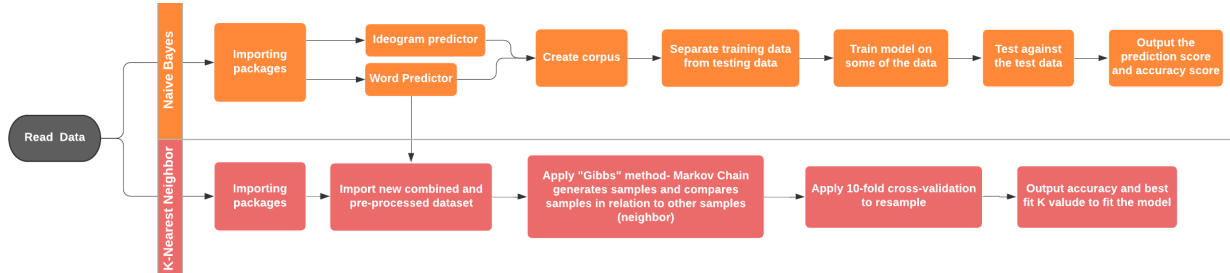 Read Data
Naive Bayes
Importing
packages
Ideogram predictor
Word Predictor
Create corpus
Separate training data
from testing data
Train model on
some of the data
Test against
the test data
Output the
prediction score
and accuracy score
K-Nearest Neighbor
Importing
packages
Import new combined and
pre-processed dataset
Apply "Gibbs" method- Markov Chain
generates samples and compares
samples in relation to other samples
(neighbor)
Apply 10-fold cross-validation
to resample
Output accuracy and best
fit K valude to fit the model